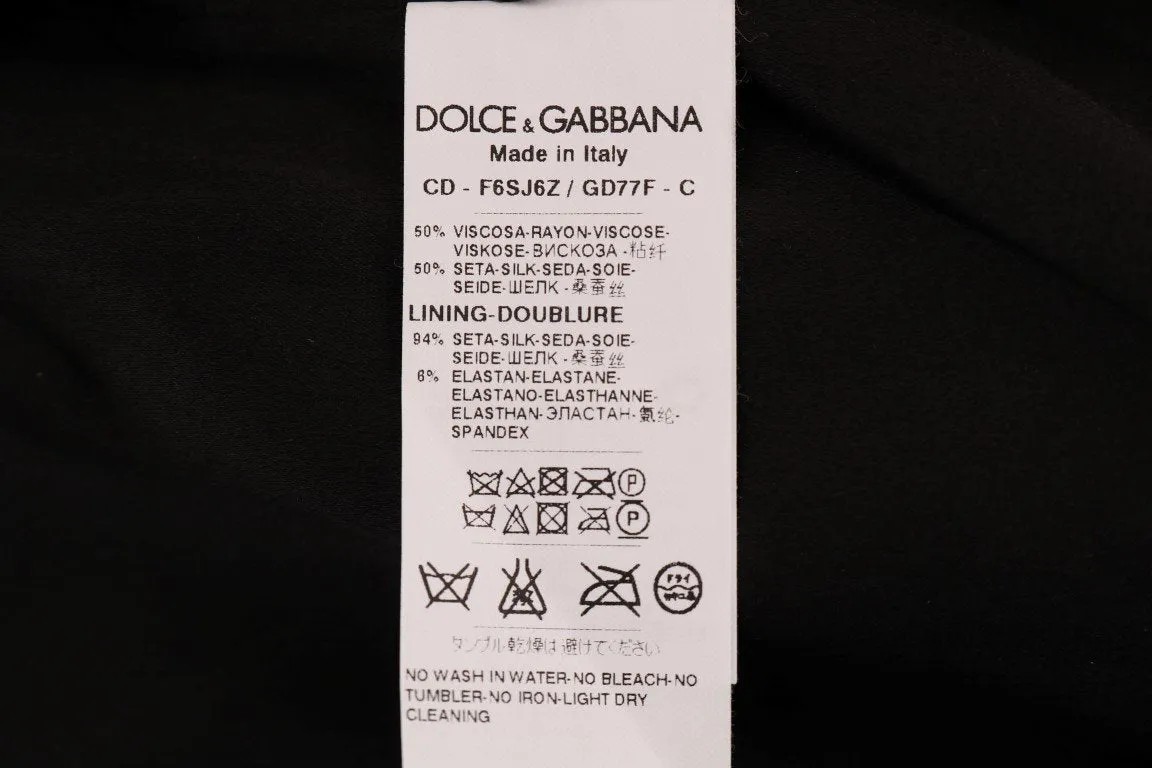 DOLCE & GABBANA
Made in Italy
CD - F6SJ6Z / GD77F - C
50% VISCOSA-RAYON-VISCOSE-
VISKOSE-ВИСКОЗА -粘纤
50% SETA-SILK-SEDA-SOIE-
SEIDE-ШЕЛК -桑蚕丝
LINING-DOUBLURE
94% SETA-SILK-SEDA-SOIE-
SEIDE-ШЕЛК -桑蚕丝
6% ELASTAN-ELASTANE-
ELASTANO-ELASTHANNE-
ELASTHAN-ЭЛАСТАН-氨纶-
SPANDEX
P
P
ドライ
タンブル乾燥は避けてください
NO WASH IN WATER-NO BLEACH-NO
TUMBLER-NO IRON-LIGHT DRY
CLEANING